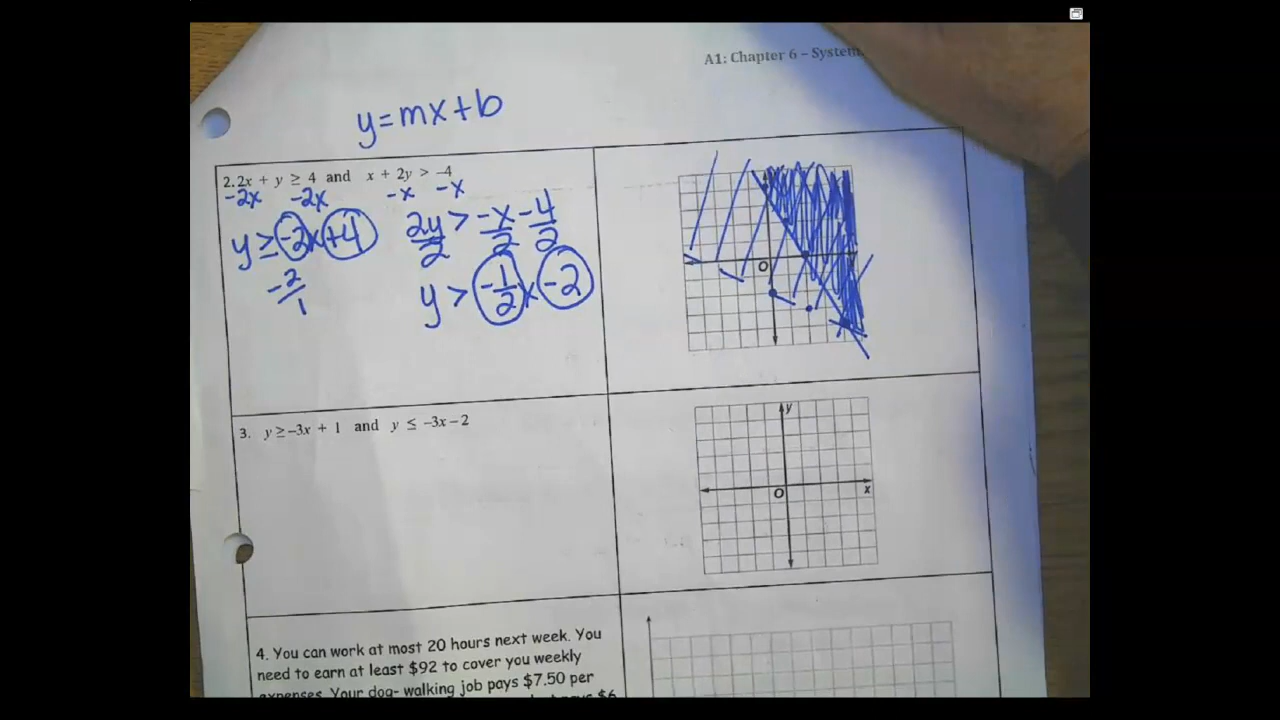 A1: Chapter 6 – System
y=mx+b
2. 2x + y ≥ 4 and x + 2y > -4
-2x -2x -x -x
y≥-2x+4 2y/2 > -x/2 -4/2
-2/1 y > -1/2 x -2
O
3. y ≥ –3x + 1 and y ≤ –3x – 2
y
O x
4. You can work at most 20 hours next week. You
need to earn at least $92 to cover you weekly
expenses. Your dog- walking job pays $7.50 per
$6